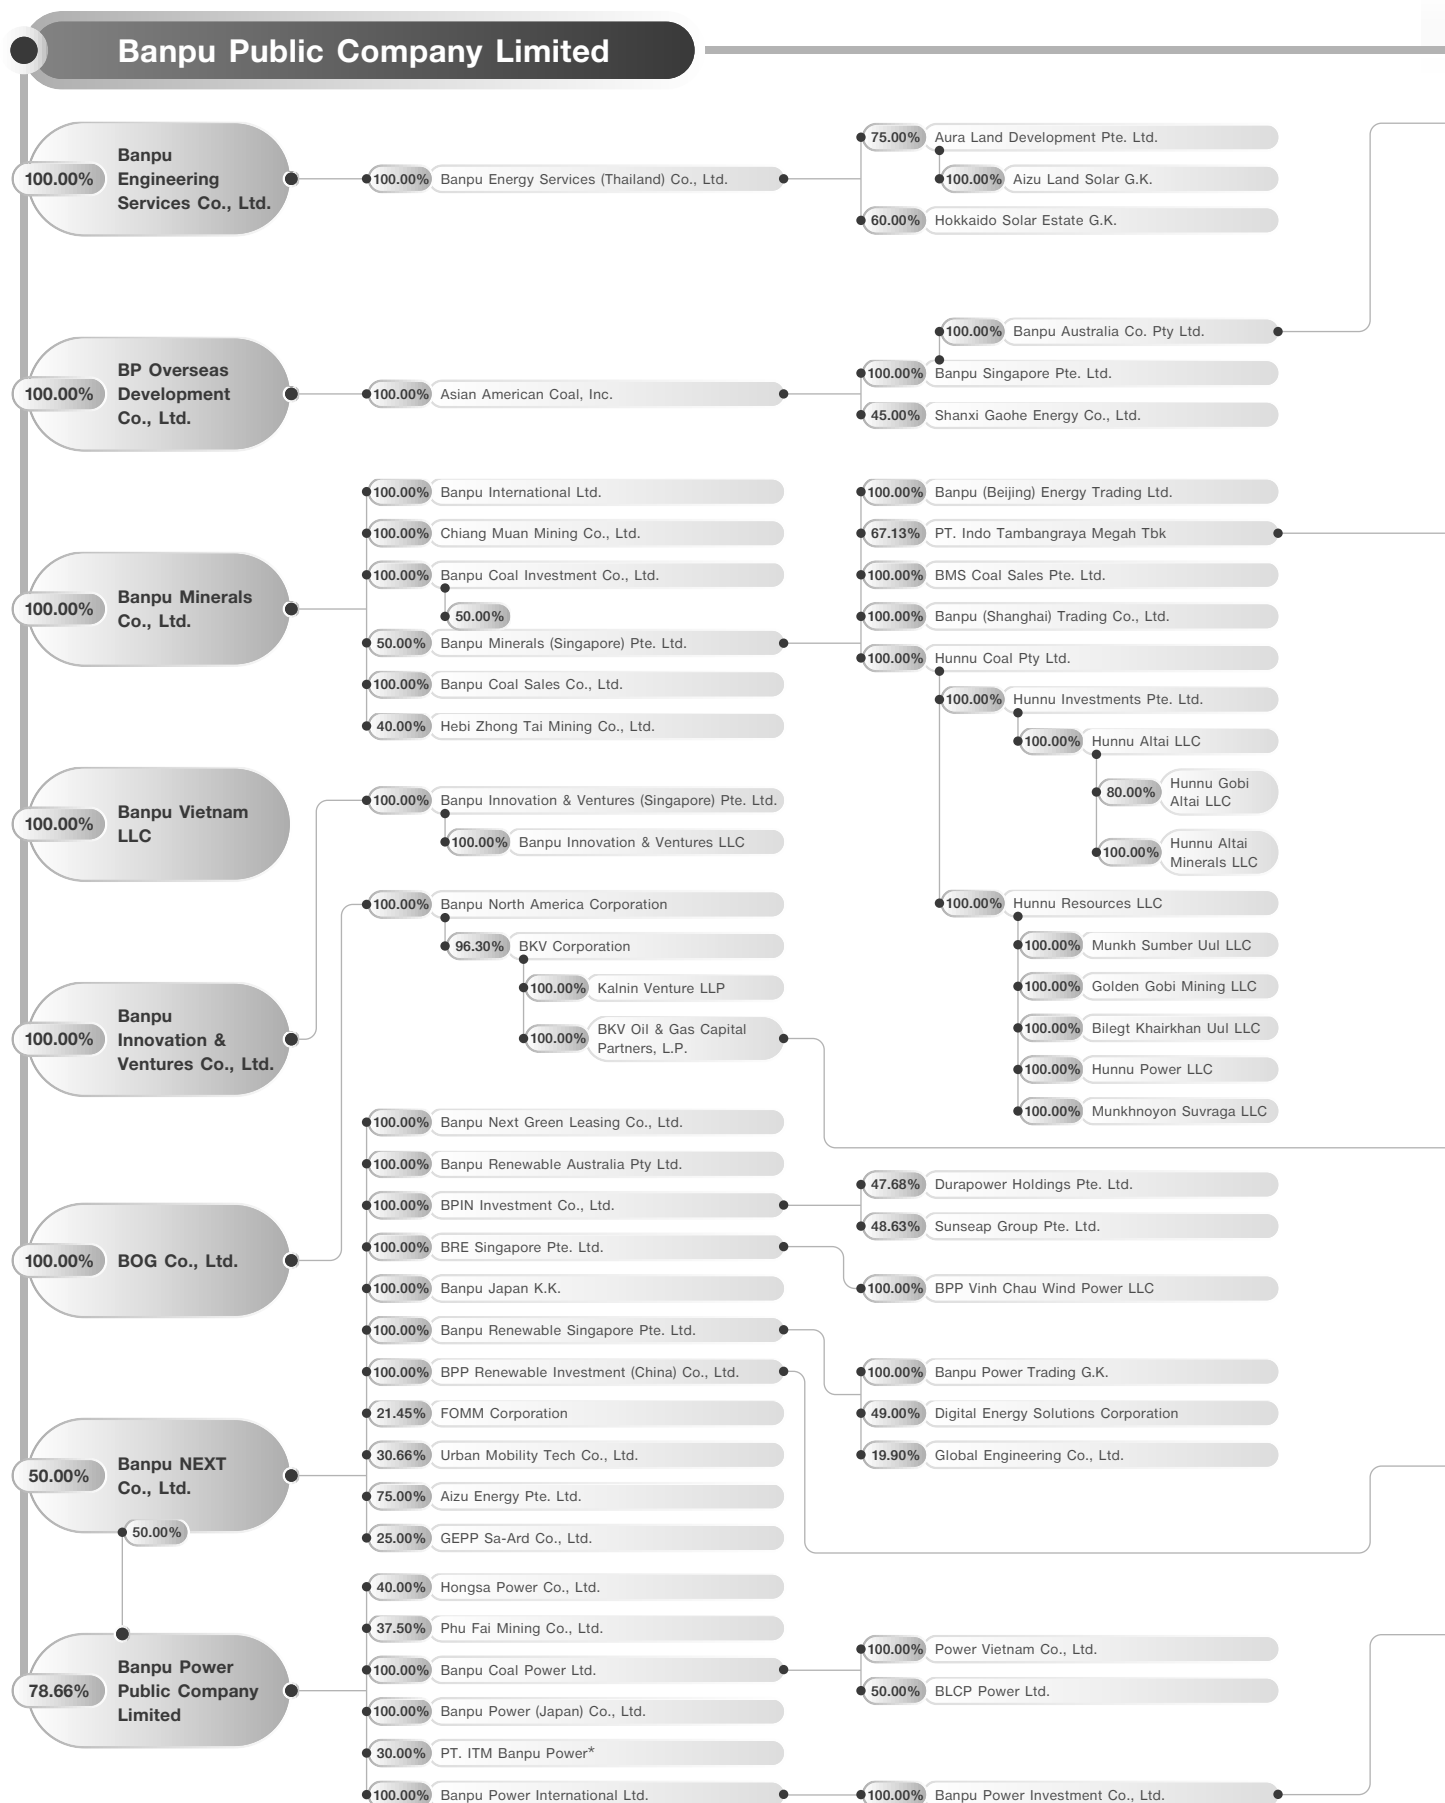 Banpu Public Company Limited
100.00%
Banpu
Engineering
Services Co., Ltd.
100.00% Banpu Energy Services (Thailand) Co., Ltd.
75.00% Aura Land Development Pte. Ltd.
100.00% Aizu Land Solar G.K.
60.00% Hokkaido Solar Estate G.K.
100.00%
BP Overseas
Development
Co., Ltd.
100.00% Asian American Coal, Inc.
100.00% Banpu Australia Co. Pty Ltd.
100.00% Banpu Singapore Pte. Ltd.
45.00% Shanxi Gaohe Energy Co., Ltd.
100.00%
Banpu Minerals
Co., Ltd.
100.00% Banpu International Ltd.
100.00% Chiang Muan Mining Co., Ltd.
100.00% Banpu Coal Investment Co., Ltd.
50.00%
50.00% Banpu Minerals (Singapore) Pte. Ltd.
100.00% Banpu Coal Sales Co., Ltd.
40.00% Hebi Zhong Tai Mining Co., Ltd.
100.00% Banpu (Beijing) Energy Trading Ltd.
67.13% PT. Indo Tambangraya Megah Tbk
100.00% BMS Coal Sales Pte. Ltd.
100.00% Banpu (Shanghai) Trading Co., Ltd.
100.00% Hunnu Coal Pty Ltd.
100.00% Hunnu Investments Pte. Ltd.
100.00% Hunnu Altai LLC
80.00% Hunnu Gobi
Altai LLC
100.00% Hunnu Altai
Minerals LLC
100.00% Hunnu Resources LLC
100.00% Munkh Sumber Uul LLC
100.00% Golden Gobi Mining LLC
100.00% Bilegt Khairkhan Uul LLC
100.00% Hunnu Power LLC
100.00% Munkhnoyon Suvraga LLC
100.00%
Banpu Vietnam
LLC
100.00%
Banpu
Innovation &
Ventures Co., Ltd.
100.00% Banpu Innovation & Ventures (Singapore) Pte. Ltd.
100.00% Banpu Innovation & Ventures LLC
100.00% BOG Co., Ltd.
100.00% Banpu North America Corporation
96.30% BKV Corporation
100.00% Kalnin Venture LLP
100.00% BKV Oil & Gas Capital
Partners, L.P.
50.00%
Banpu NEXT
Co., Ltd.
50.00%
100.00% Banpu Next Green Leasing Co., Ltd.
100.00% Banpu Renewable Australia Pty Ltd.
100.00% BPIN Investment Co., Ltd.
100.00% BRE Singapore Pte. Ltd.
100.00% Banpu Japan K.K.
100.00% Banpu Renewable Singapore Pte. Ltd.
100.00% BPP Renewable Investment (China) Co., Ltd.
21.45% FOMM Corporation
30.66% Urban Mobility Tech Co., Ltd.
75.00% Aizu Energy Pte. Ltd.
25.00% GEPP Sa-Ard Co., Ltd.
47.68% Durapower Holdings Pte. Ltd.
48.63% Sunseap Group Pte. Ltd.
100.00% BPP Vinh Chau Wind Power LLC
100.00% Banpu Power Trading G.K.
49.00% Digital Energy Solutions Corporation
19.90% Global Engineering Co., Ltd.
78.66%
Banpu Power
Public Company
Limited
40.00% Hongsa Power Co., Ltd.
37.50% Phu Fai Mining Co., Ltd.
100.00% Banpu Coal Power Ltd.
100.00% Banpu Power (Japan) Co., Ltd.
30.00% PT. ITM Banpu Power*
100.00% Banpu Power International Ltd.
100.00% Power Vietnam Co., Ltd.
50.00% BLCP Power Ltd.
100.00% Banpu Power Investment Co., Ltd.